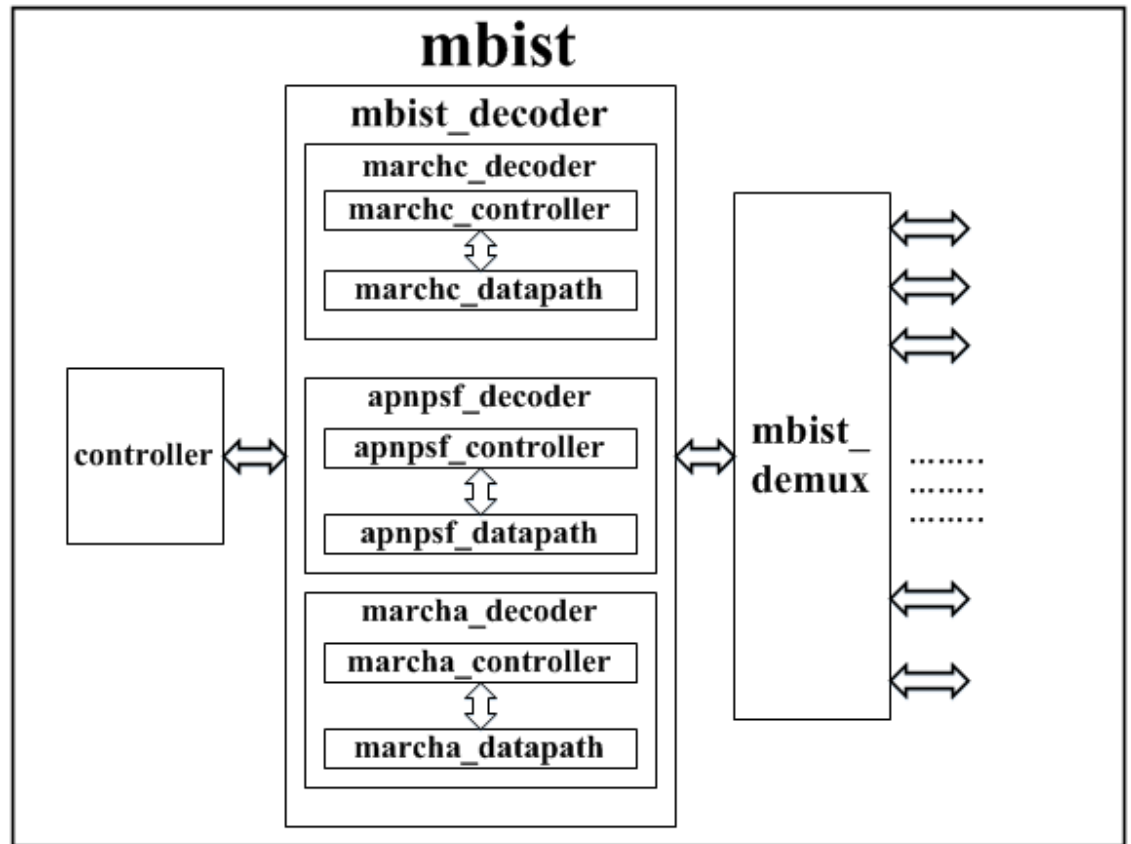 mbist
mbist_decoder
marchc_decoder
marchc_controller
marchc_datapath
apnpsf_decoder
apnpsf_controller
apnpsf_datapath
marcha_decoder
marcha_controller
marcha_datapath
controller
mbist_
demux
........
........
........